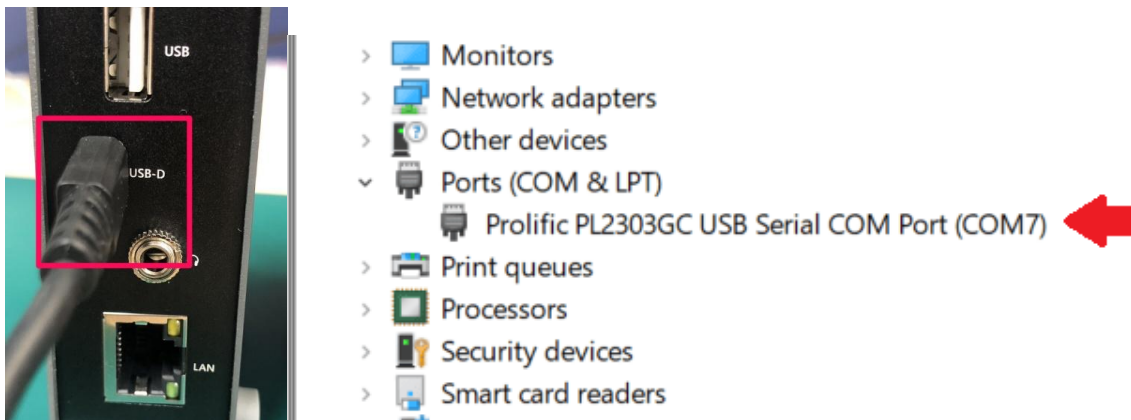 USB
USB-D
LAN
Monitors
Network adapters
Other devices
Ports (COM & LPT)
Prolific PL2303GC USB Serial COM Port (COM7)
Print queues
Processors
Security devices
Smart card readers